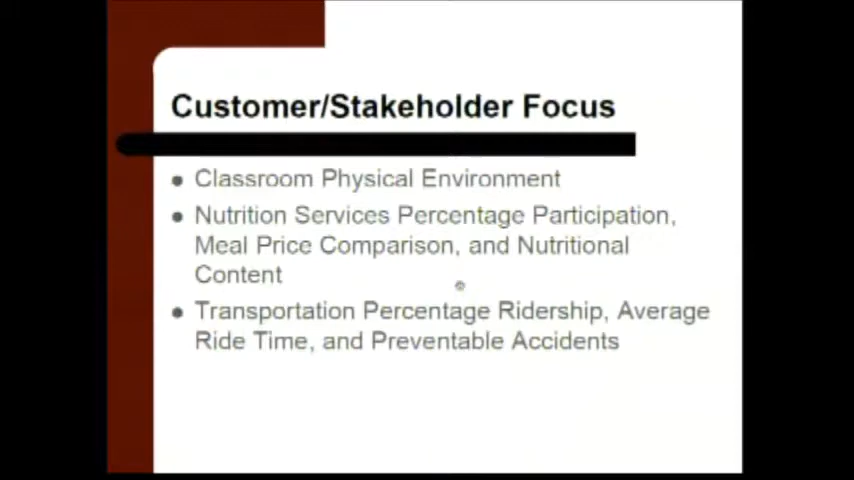 Customer/Stakeholder Focus
● Classroom Physical Environment
● Nutrition Services Percentage Participation,
Meal Price Comparison, and Nutritional
Content
● Transportation Percentage Ridership, Average
Ride Time, and Preventable Accidents